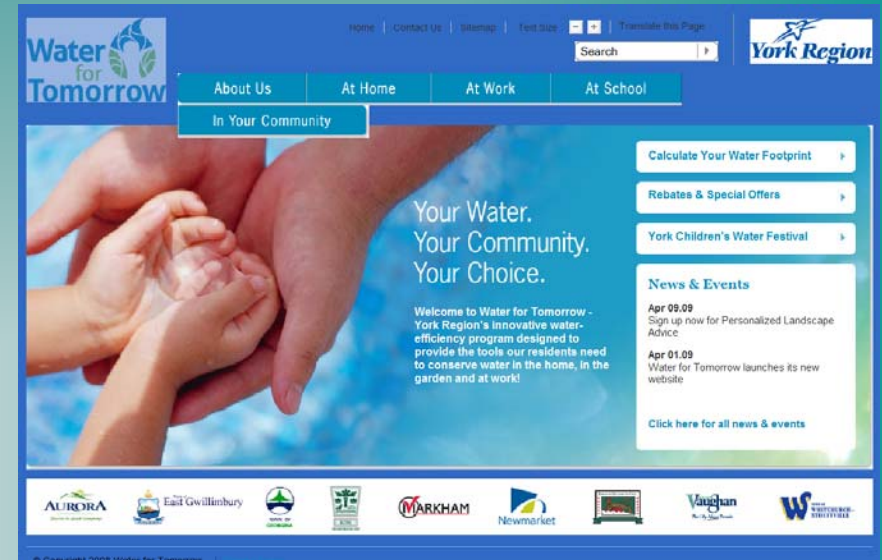 Home | Contact Us | Sitemap | Text Size - + | Translate this Page
Water
for
Tomorrow
Search
York Region
About Us
At Home
At Work
At School
In Your Community
Your Water.
Your Community.
Your Choice.
Welcome to Water for Tomorrow -
York Region's innovative water-
efficiency program designed to
provide the tools our residents need
to conserve water in the home, in the
garden and at work!
Calculate Your Water Footprint
Rebates & Special Offers
York Children's Water Festival
News & Events
Apr 09.09
Sign up now for Personalized Landscape
Advice
Apr 01.09
Water for Tomorrow launches its new
website
Click here for all news & events
AURORA
East Gwillimbury
MARKHAM
Newmarket
Vaughan
© Copyright 2008 Water for Tomorrow